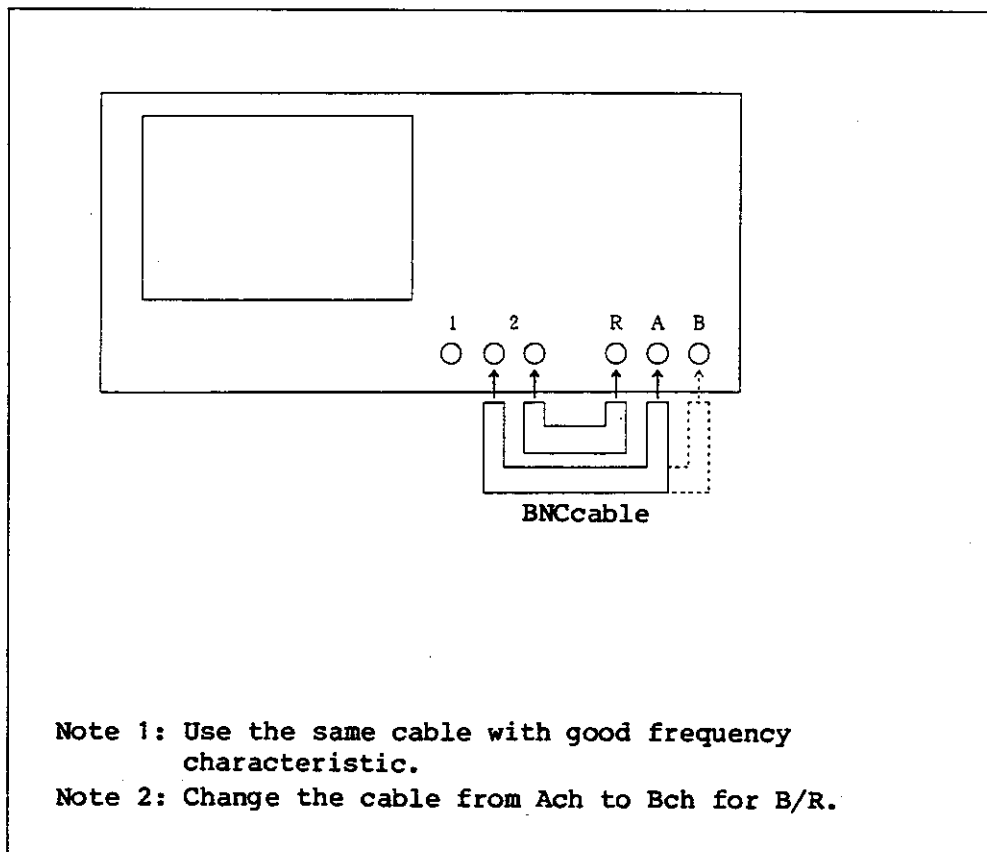 1 2 R A B
BNCcable
Note 1: Use the same cable with good frequency
characteristic.
Note 2: Change the cable from Ach to Bch for B/R.